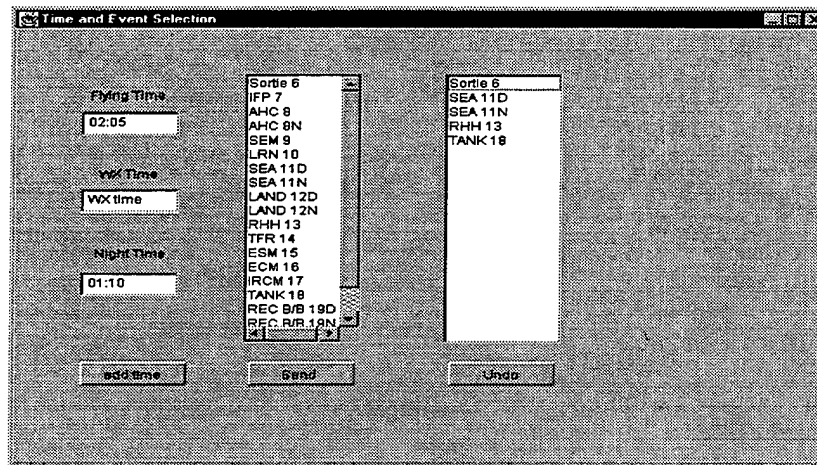 Time and Event Selection
Flying Time
02:05
WX Time
WX time
Night Time
01:10
add time
Sortie 6
IFP 7
AHC 8
AHC 8N
SEM 9
LRN 10
SEA 11D
SEA 11N
LAND 12D
LAND 12N
RHH 13
TFR 14
ESM 15
ECM 16
IRCM 17
TANK 18
REC B/B 19D
REC B/B 19N
Send
Sortie 6
SEA 11D
SEA 11N
RHH 13
TANK 18
Undo